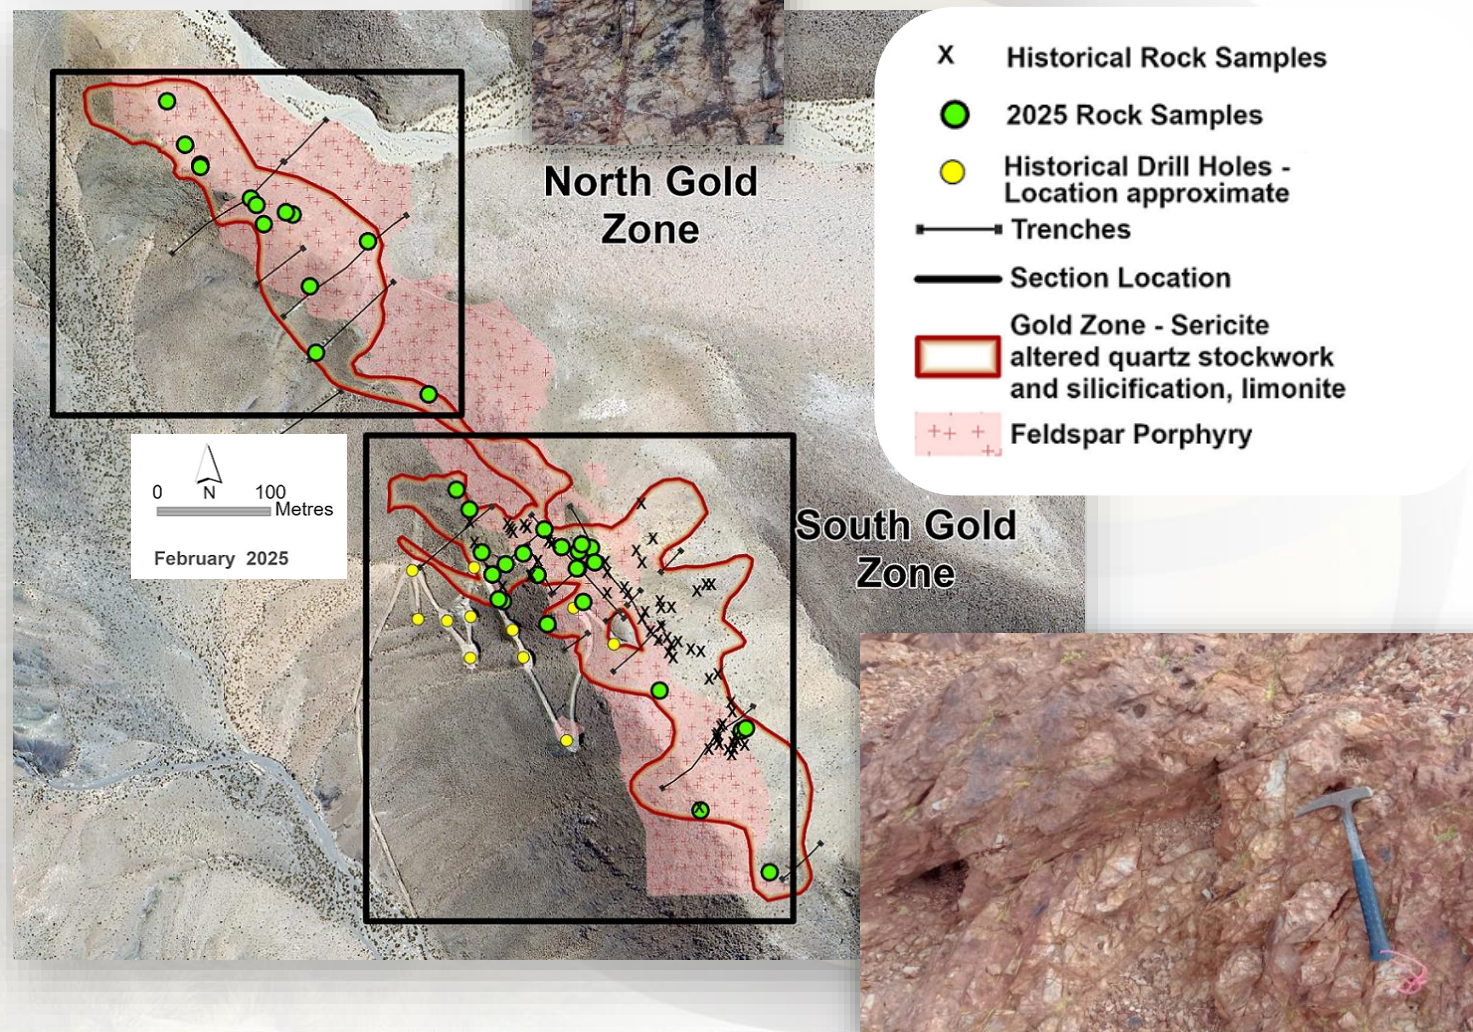 North Gold
Zone
X Historical Rock Samples
2025 Rock Samples
Historical Drill Holes -
Location approximate
Trenches
Section Location
Gold Zone - Sericite
altered quartz stockwork
and silicification, limonite
Feldspar Porphyry
0 N 100
Metres
February 2025
South Gold
Zone